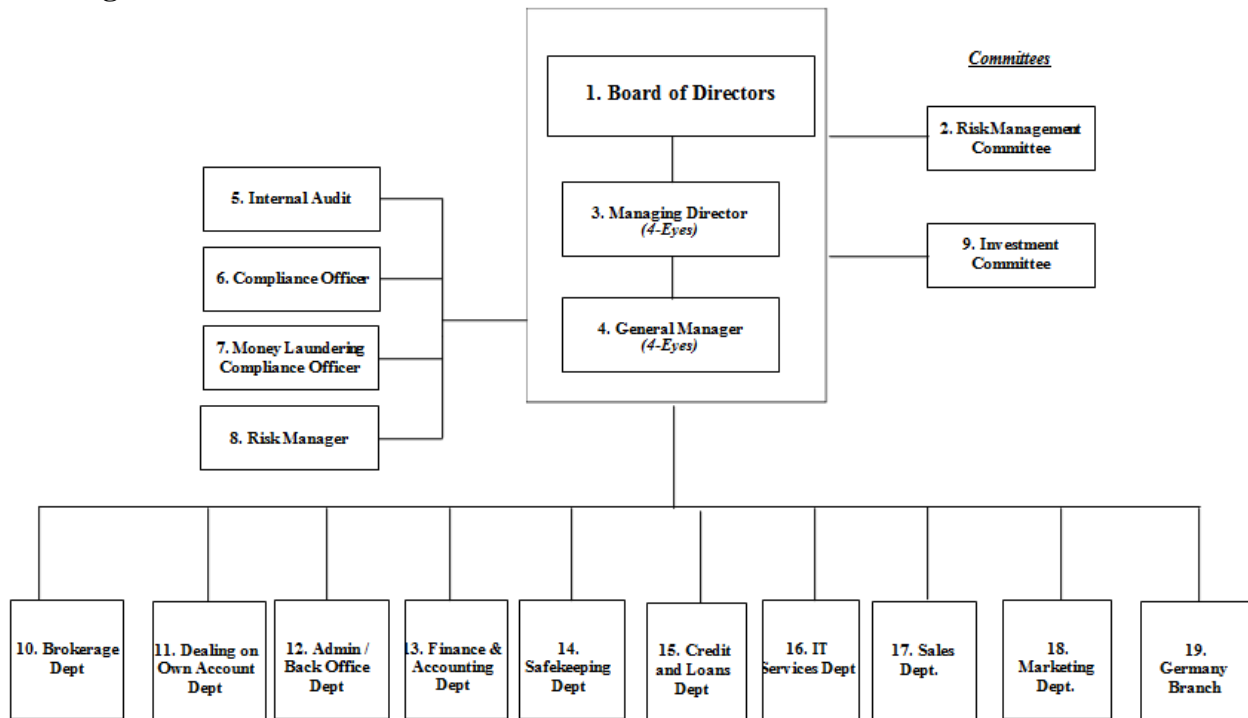 Committees
1. Board of Directors
2. Risk Management
Committee
3. Managing Director
(4-Eyes)
9. Investment
Committee
4. General Manager
(4-Eyes)
5. Internal Audit
6. Compliance Officer
7. Money Laundering
Compliance Officer
8. Risk Manager
10. Brokerage
Dept
11. Dealing on
Own Account
Dept
12. Admin /
Back Office
Dept
13. Finance &
Accounting
Dept
14.
Safekeeping
Dept
15. Credit
and Loans
Dept
16. IT
Services Dept
17. Sales
Dept.
18.
Marketing
Dept.
19.
Germany
Branch